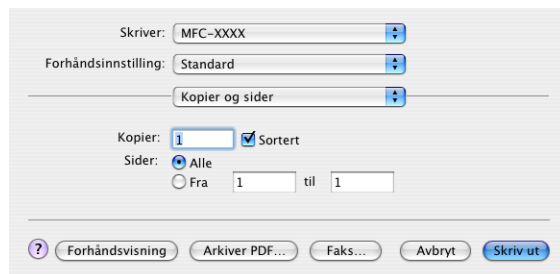 Skriver: MFC-XXXX
Forhåndsinnstilling: Standard
Kopier og sider
Kopier: 1 Sortert
Sider: Alle
Fra 1 til 1
? Forhåndsvisning Arkiver PDF... Faks... Avbryt Skriv ut